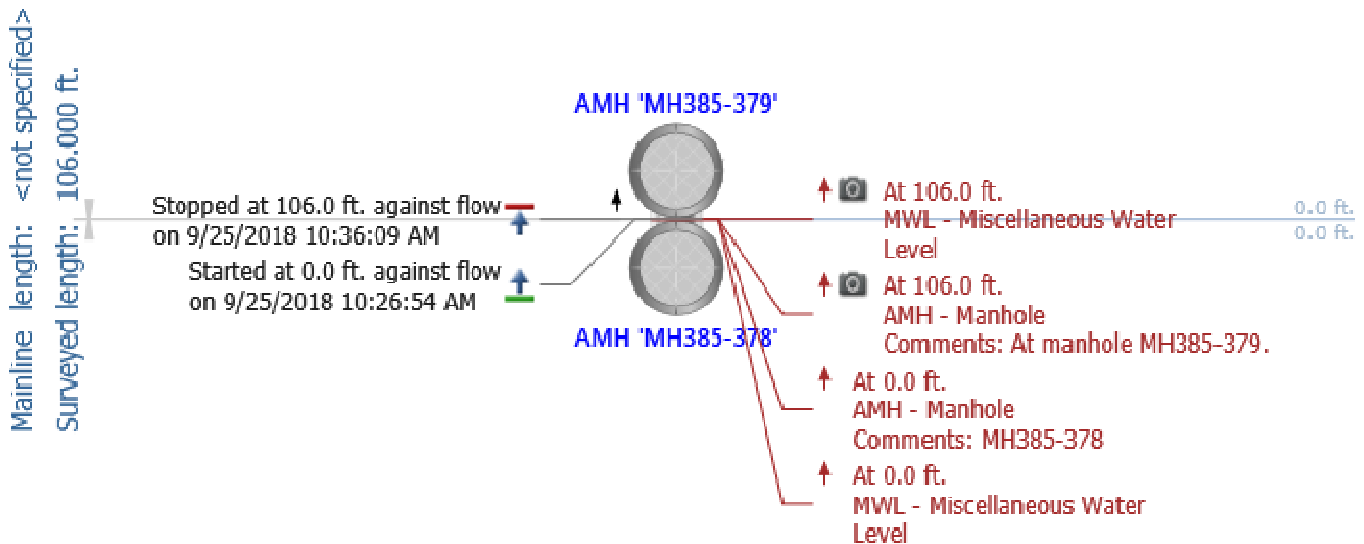 Mainline length: <not specified>
Surveyed length: 106.000 ft.
AMH 'MH385-379'
Stopped at 106.0 ft. against flow
on 9/25/2018 10:36:09 AM
Started at 0.0 ft. against flow
on 9/25/2018 10:26:54 AM
AMH 'MH385-378'
At 106.0 ft.
MWL - Miscellaneous Water
Level
0.0 ft.
0.0 ft.
At 106.0 ft.
AMH - Manhole
Comments: At manhole MH385-379.
At 0.0 ft.
AMH - Manhole
Comments: MH385-378
At 0.0 ft.
MWL - Miscellaneous Water
Level